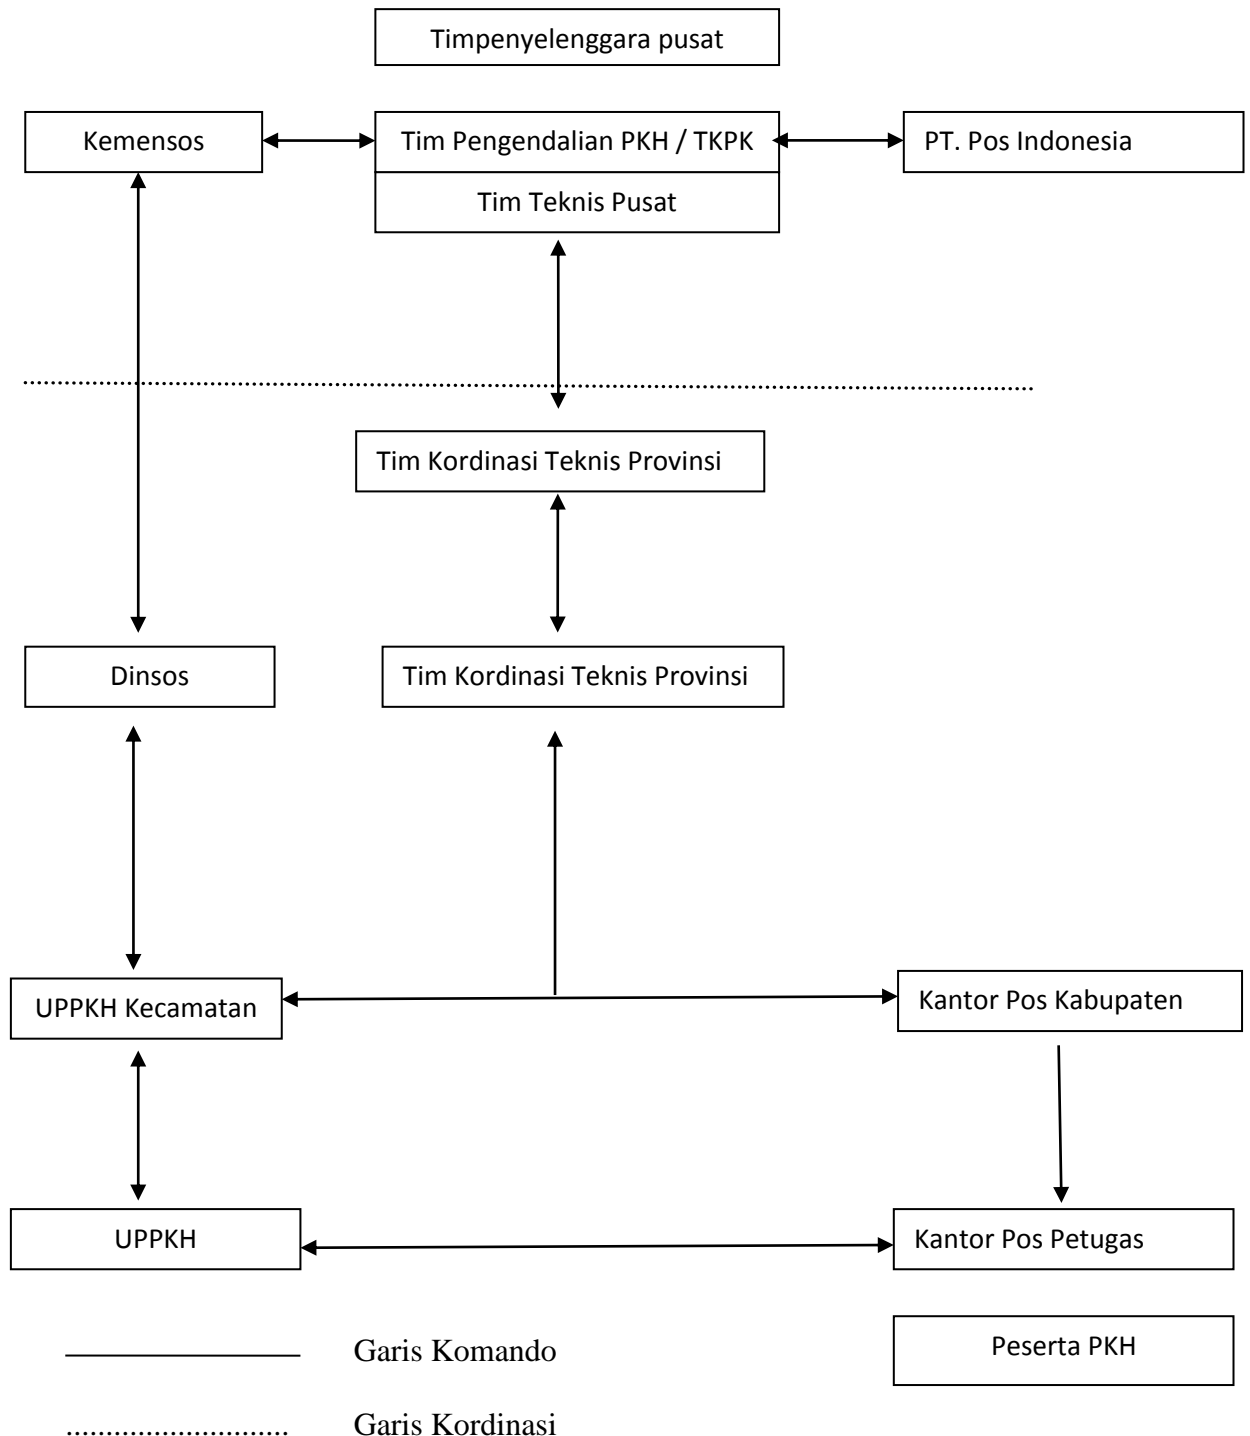 Timpenyelenggara pusat
Kemensos
Tim Pengendalian PKH / TKPK
PT. Pos Indonesia
Tim Teknis Pusat
Tim Kordinasi Teknis Provinsi
Dinsos
Tim Kordinasi Teknis Provinsi
UPPKH Kecamatan
Kantor Pos Kabupaten
UPPKH
Kantor Pos Petugas
Garis Komando
Peserta PKH
Garis Kordinasi